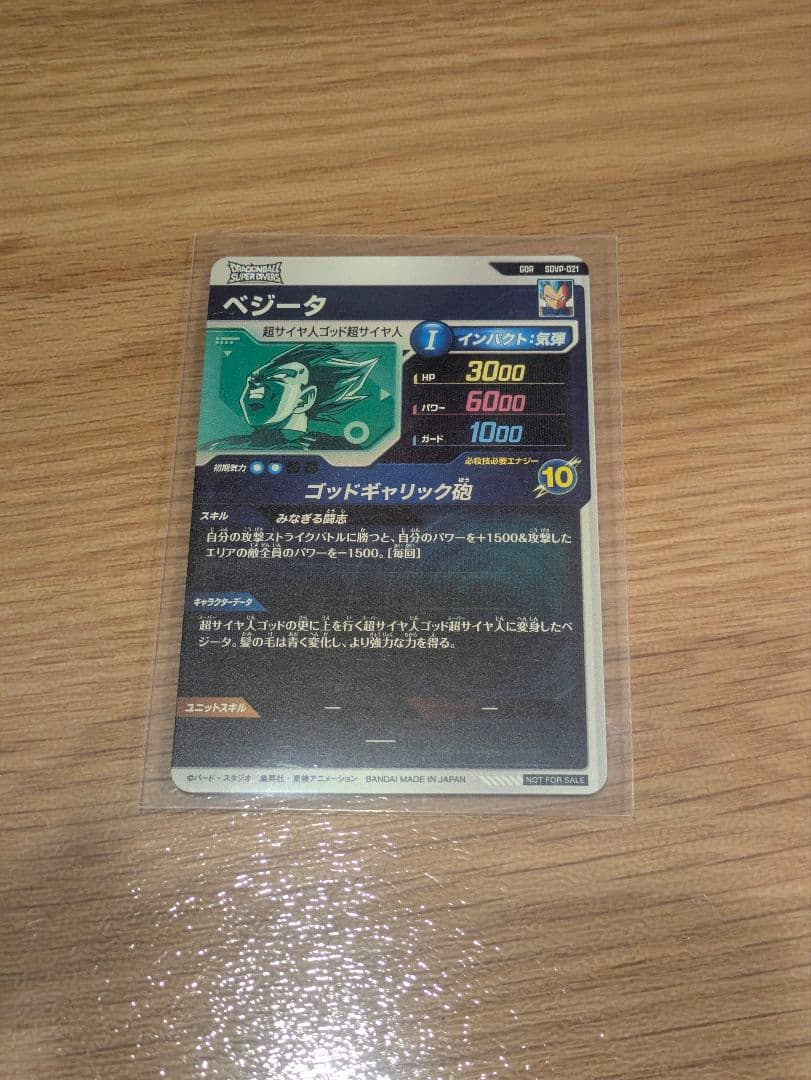 DRAGONBALL
SUPER DIVERS
GDR SDVP-021
ベジータ
超サイヤ人ゴッド超サイヤ人
I インパクト:気弾
HP 3000
パワー 6000
ガード 1000
初期気力
必殺技必要エナジー
10
ゴッドギャリック砲
スキル みなぎる闘志
自分の攻撃ストライクバトルに勝つと、自分のパワーを+1500&攻撃した
エリアの敵全員のパワーを−1500。[毎回]
キャラクターデータ
超サイヤ人ゴッドの更に上を行く超サイヤ人ゴッド超サイヤ人に変身したベ
ジータ。髪の毛は青く変化し、より強力な力を得る。
ユニットスキル ー ー
ー
©バード・スタジオ/集英社・東映アニメーション BANDAI MADE IN JAPAN NOT FOR SALE